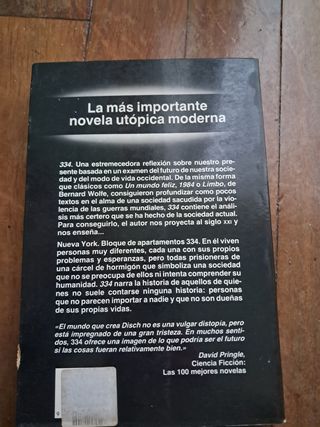 La más importante
novela utópica moderna
334. Una estremecedora reflexión sobre nuestro pre-
sente basada en un examen del futuro de nuestra socie-
dad y del modo de vida occidental. De la misma forma
que clásicos como Un mundo feliz, 1984 o Limbo, de
Bernard Wolfe, consiguieron profundizar como pocos
textos en el alma de una sociedad sacudida por la vio-
lencia de las guerras mundiales, 334 contiene el análi-
sis más certero que se ha hecho de la sociedad actual.
Para conseguirlo, el autor nos proyecta al siglo XXI y
nos enseña...
Nueva York. Bloque de apartamentos 334. En él viven
personas muy diferentes, cada una con sus propios
problemas y esperanzas, pero todas prisioneras de
una cárcel de hormigón que simboliza una sociedad
que no se preocupa de ellos ni intenta comprender su
humanidad. 334 narra la historia de aquellos de quie-
nes no suele contarse ninguna historia: personas
que no parecen importar a nadie y que no son dueñas
de sus propias vidas.
«El mundo que crea Disch no es una vulgar distopía, pero
está impregnado de una gran tristeza. En muchos senti-
dos, 334 ofrece una imagen de lo que podría ser el futuro
si las cosas fueran relativamente bien.»
David Pringle,
Ciencia Ficción:
Las 100 mejores novelas